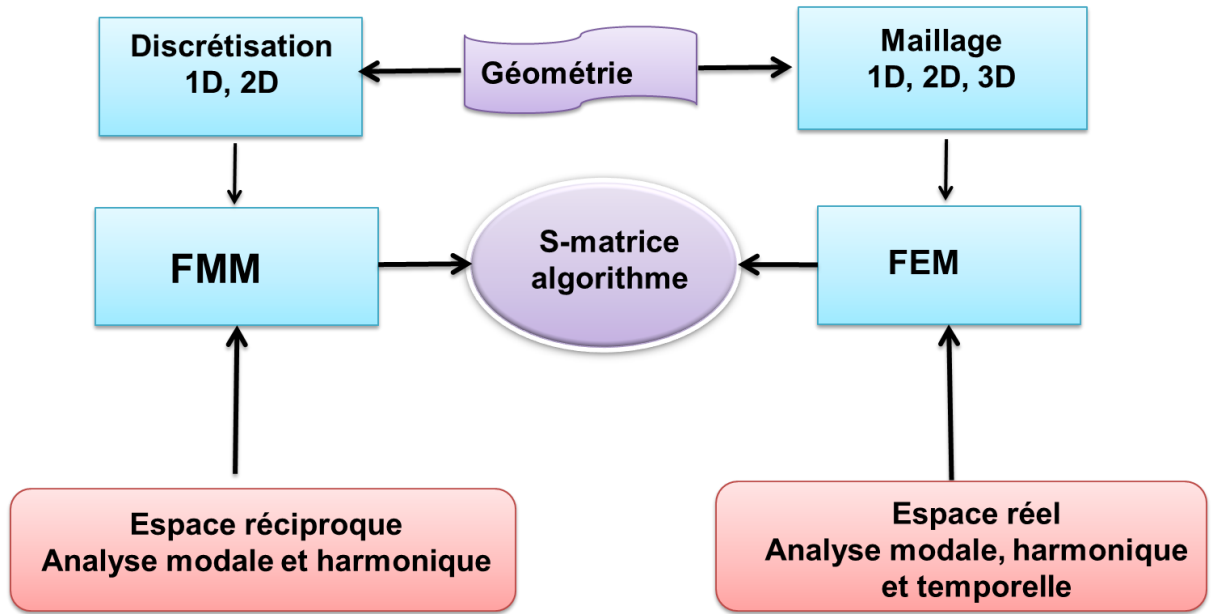 Discrétisation
1D, 2D
Géométrie
Maillage
1D, 2D, 3D
FMM
S-matrice
algorithme
FEM
Espace réciproque
Analyse modale et harmonique
Espace réel
Analyse modale, harmonique
et temporelle